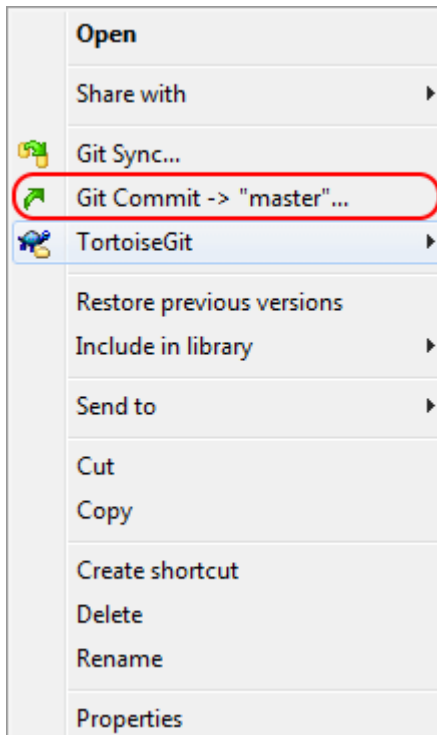 Open
Share with
Git Sync...
Git Commit -> "master"...
TortoiseGit
Restore previous versions
Include in library
Send to
Cut
Copy
Create shortcut
Delete
Rename
Properties